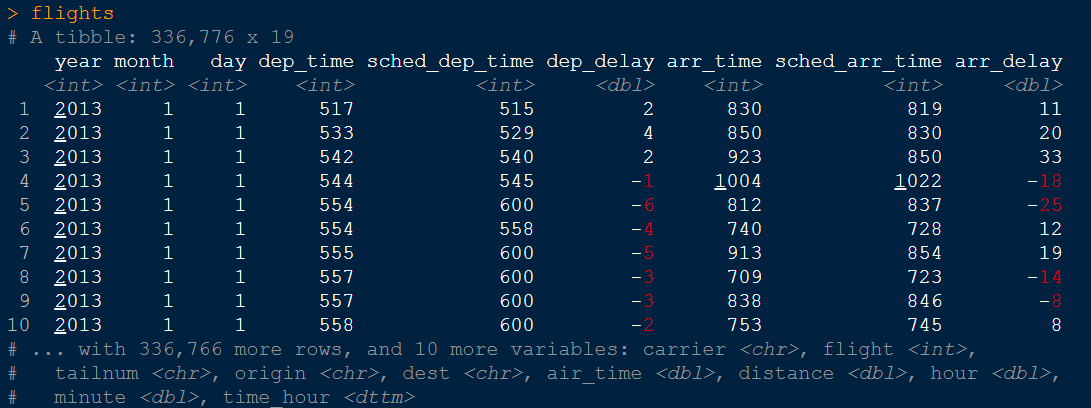 > flights
# A tibble: 336,776 x 19
year month day dep_time sched_dep_time dep_delay arr_time sched_arr_time arr_delay
<int> <int> <int> <int> <int> <dbl> <int> <int> <dbl>
1 2013 1 1 517 515 2 830 819 11
2 2013 1 1 533 529 4 850 830 20
3 2013 1 1 542 540 2 923 850 33
4 2013 1 1 544 545 -1 1004 1022 -18
5 2013 1 1 554 600 -6 812 837 -25
6 2013 1 1 554 558 -4 740 728 12
7 2013 1 1 555 600 -5 913 854 19
8 2013 1 1 557 600 -3 709 723 -14
9 2013 1 1 557 600 -3 838 846 -8
10 2013 1 1 558 600 -2 753 745 8
# ... with 336,766 more rows, and 10 more variables: carrier <chr>, flight <int>,
# tailnum <chr>, origin <chr>, dest <chr>, air_time <dbl>, distance <dbl>, hour <dbl>,
# minute <dbl>, time_hour <dttm>